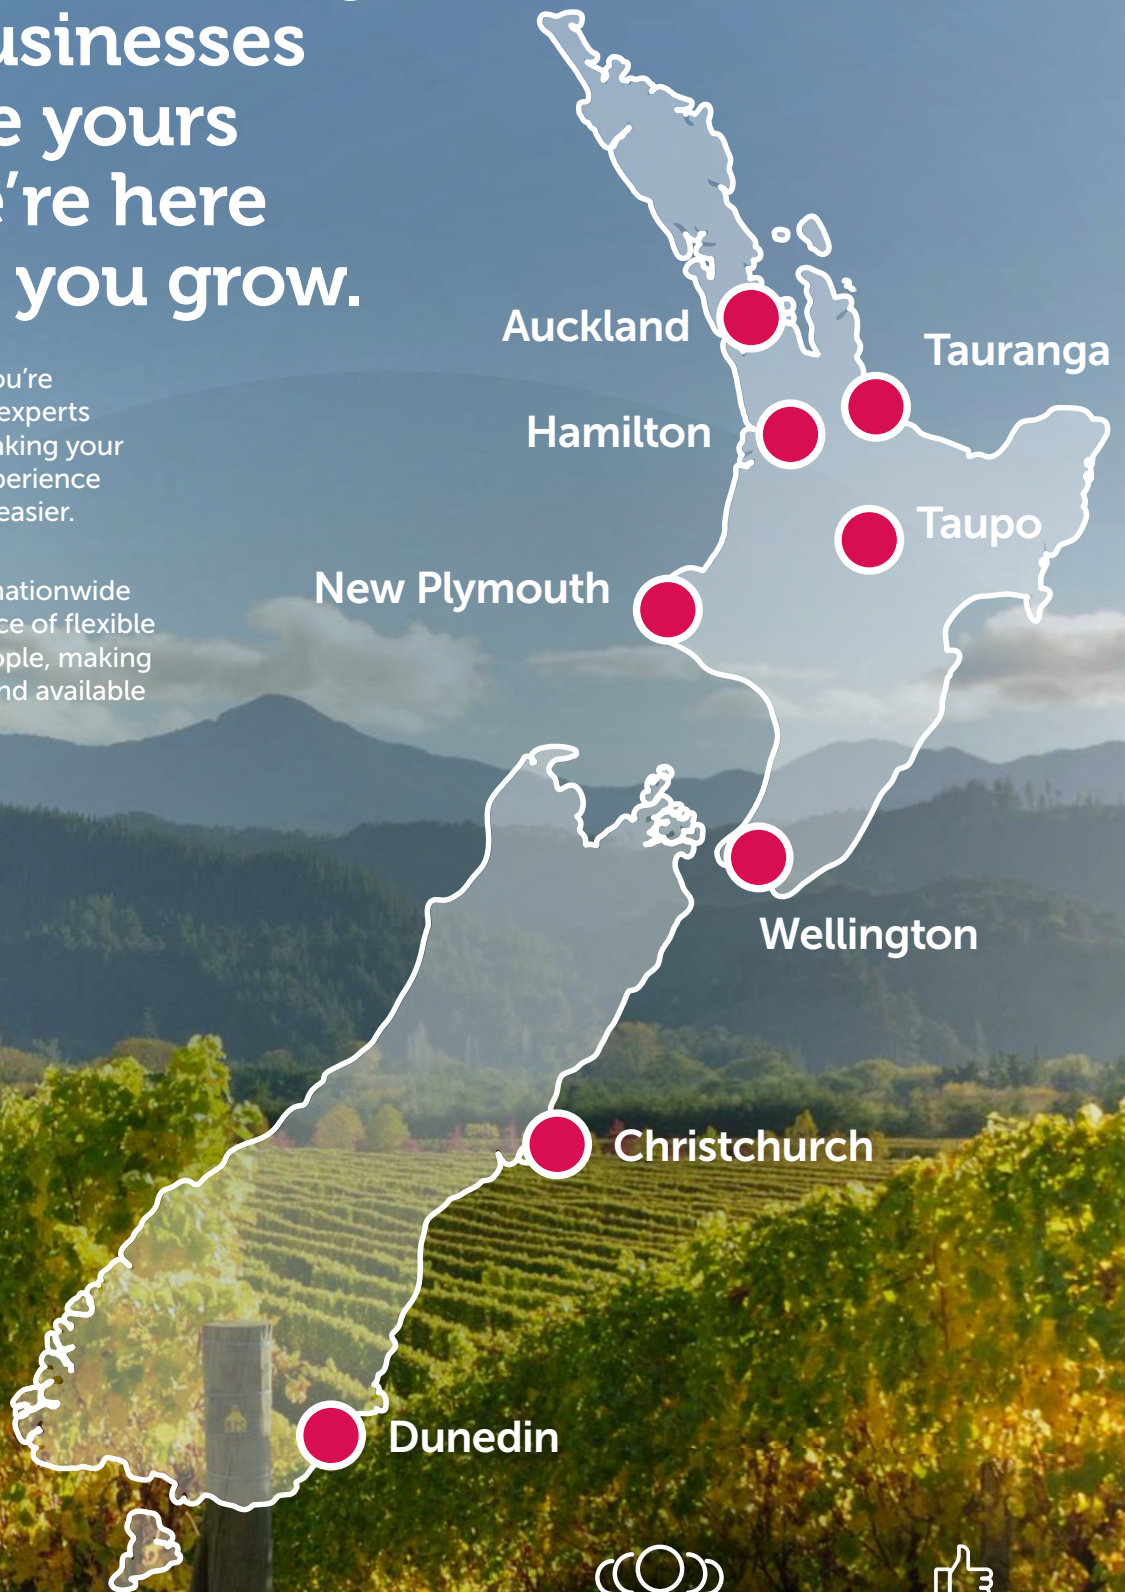 usinesses
e yours
e're here
you grow.
ou're
experts
aking your
perience
easier.
nationwide
ce of flexible
ople, making
nd available
Auckland
Tauranga
Hamilton
Taupo
New Plymouth
Wellington
Christchurch
Dunedin